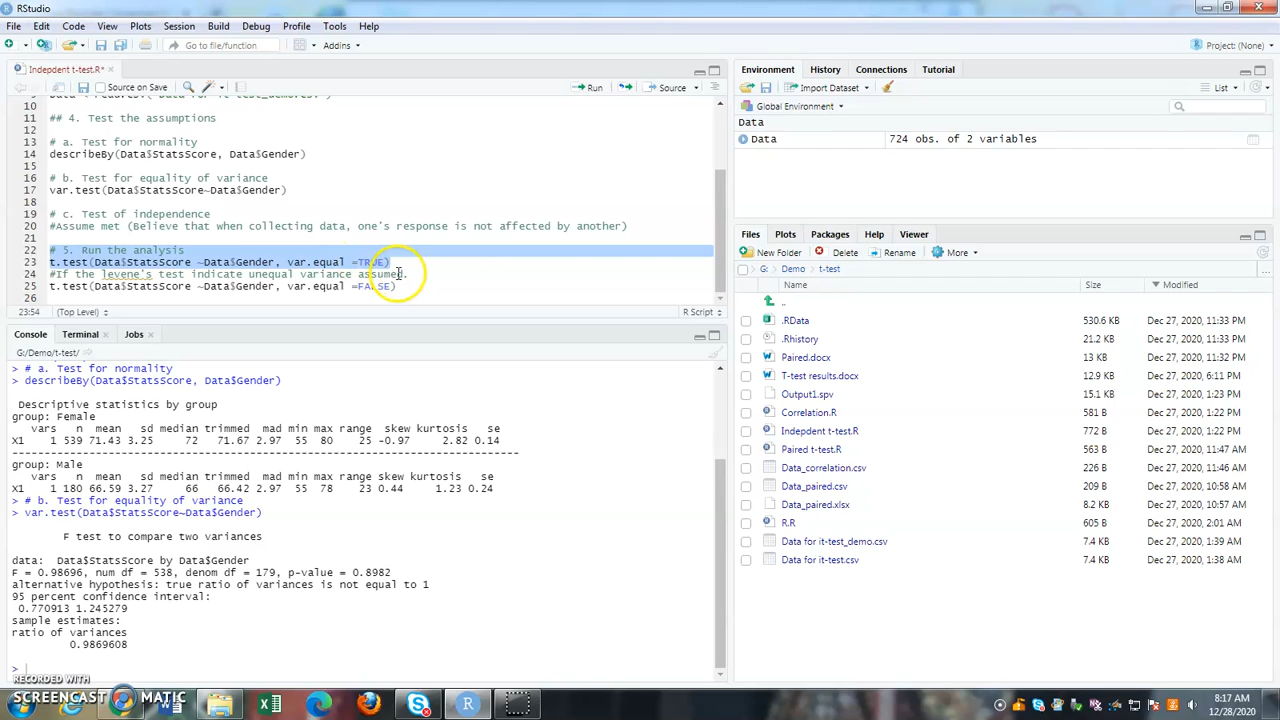 RStudio
File Edit Code View Plots Session Build Debug Profile Tools Help
Go to file/function Addins Project: (None)
Indepdent t-test.R* ×
Source on Save Run Source
10
11 ## 4. Test the assumptions
12
13 # a. Test for normality
14 describeBy(Data$StatsScore, Data$Gender)
15
16 # b. Test for equality of variance
17 var.test(Data$StatsScore~Data$Gender)
18
19 # c. Test of independence
20 #Assume met (Believe that when collecting data, one's response is not affected by another)
21
22 # 5. Run the analysis
23 t.test(Data$StatsScore ~Data$Gender, var.equal =TRUE)
24 #If the levene's test indicate unequal variance assumed.
25 t.test(Data$StatsScore ~Data$Gender, var.equal =FALSE)
26
23:54 (Top Level) R Script
Console Terminal × Jobs ×
G:/Demo/t-test/
> # a. Test for normality
> describeBy(Data$StatsScore, Data$Gender)
Descriptive statistics by group
group: Female
vars n mean sd median trimmed mad min max range skew kurtosis se
X1 1 539 71.43 3.25 72 71.67 2.97 55 80 25 -0.97 2.82 0.14
------------------------------------------------------------------------
group: Male
vars n mean sd median trimmed mad min max range skew kurtosis se
X1 1 180 66.59 3.27 66 66.42 2.97 55 78 23 0.44 1.23 0.24
> # b. Test for equality of variance
> var.test(Data$StatsScore~Data$Gender)
F test to compare two variances
data: Data$StatsScore by Data$Gender
F = 0.98696, num df = 538, denom df = 179, p-value = 0.8982
alternative hypothesis: true ratio of variances is not equal to 1
95 percent confidence interval:
0.770913 1.245279
sample estimates:
ratio of variances
0.9869608
>
Environment History Connections Tutorial
Import Dataset List
Global Environment
Data
Data 724 obs. of 2 variables
Files Plots Packages Help Viewer
New Folder Delete Rename More
G: Demo t-test
Name Size Modified
..
.RData 530.6 KB Dec 27, 2020, 11:33 PM
.Rhistory 21.2 KB Dec 27, 2020, 11:33 PM
Paired.docx 13 KB Dec 27, 2020, 11:32 PM
T-test results.docx 12.9 KB Dec 27, 2020, 6:11 PM
Output1.spv 15.1 KB Dec 27, 2020, 1:23 PM
Correlation.R 581 B Dec 27, 2020, 1:22 PM
Indepdent t-test.R 772 B Dec 27, 2020, 1:22 PM
Paired t-test.R 563 B Dec 27, 2020, 11:47 AM
Data_correlation.csv 226 B Dec 27, 2020, 11:46 AM
Data_paired.csv 209 B Dec 27, 2020, 10:58 AM
Data_paired.xlsx 8.2 KB Dec 27, 2020, 10:57 AM
R.R 605 B Dec 27, 2020, 2:01 AM
Data for it-test_demo.csv 7.4 KB Dec 27, 2020, 1:39 AM
Data for it-test.csv 7.4 KB Dec 27, 2020, 1:38 AM
RECORDED WITH
SCREENCAST MATIC
8:17 AM
12/28/2020